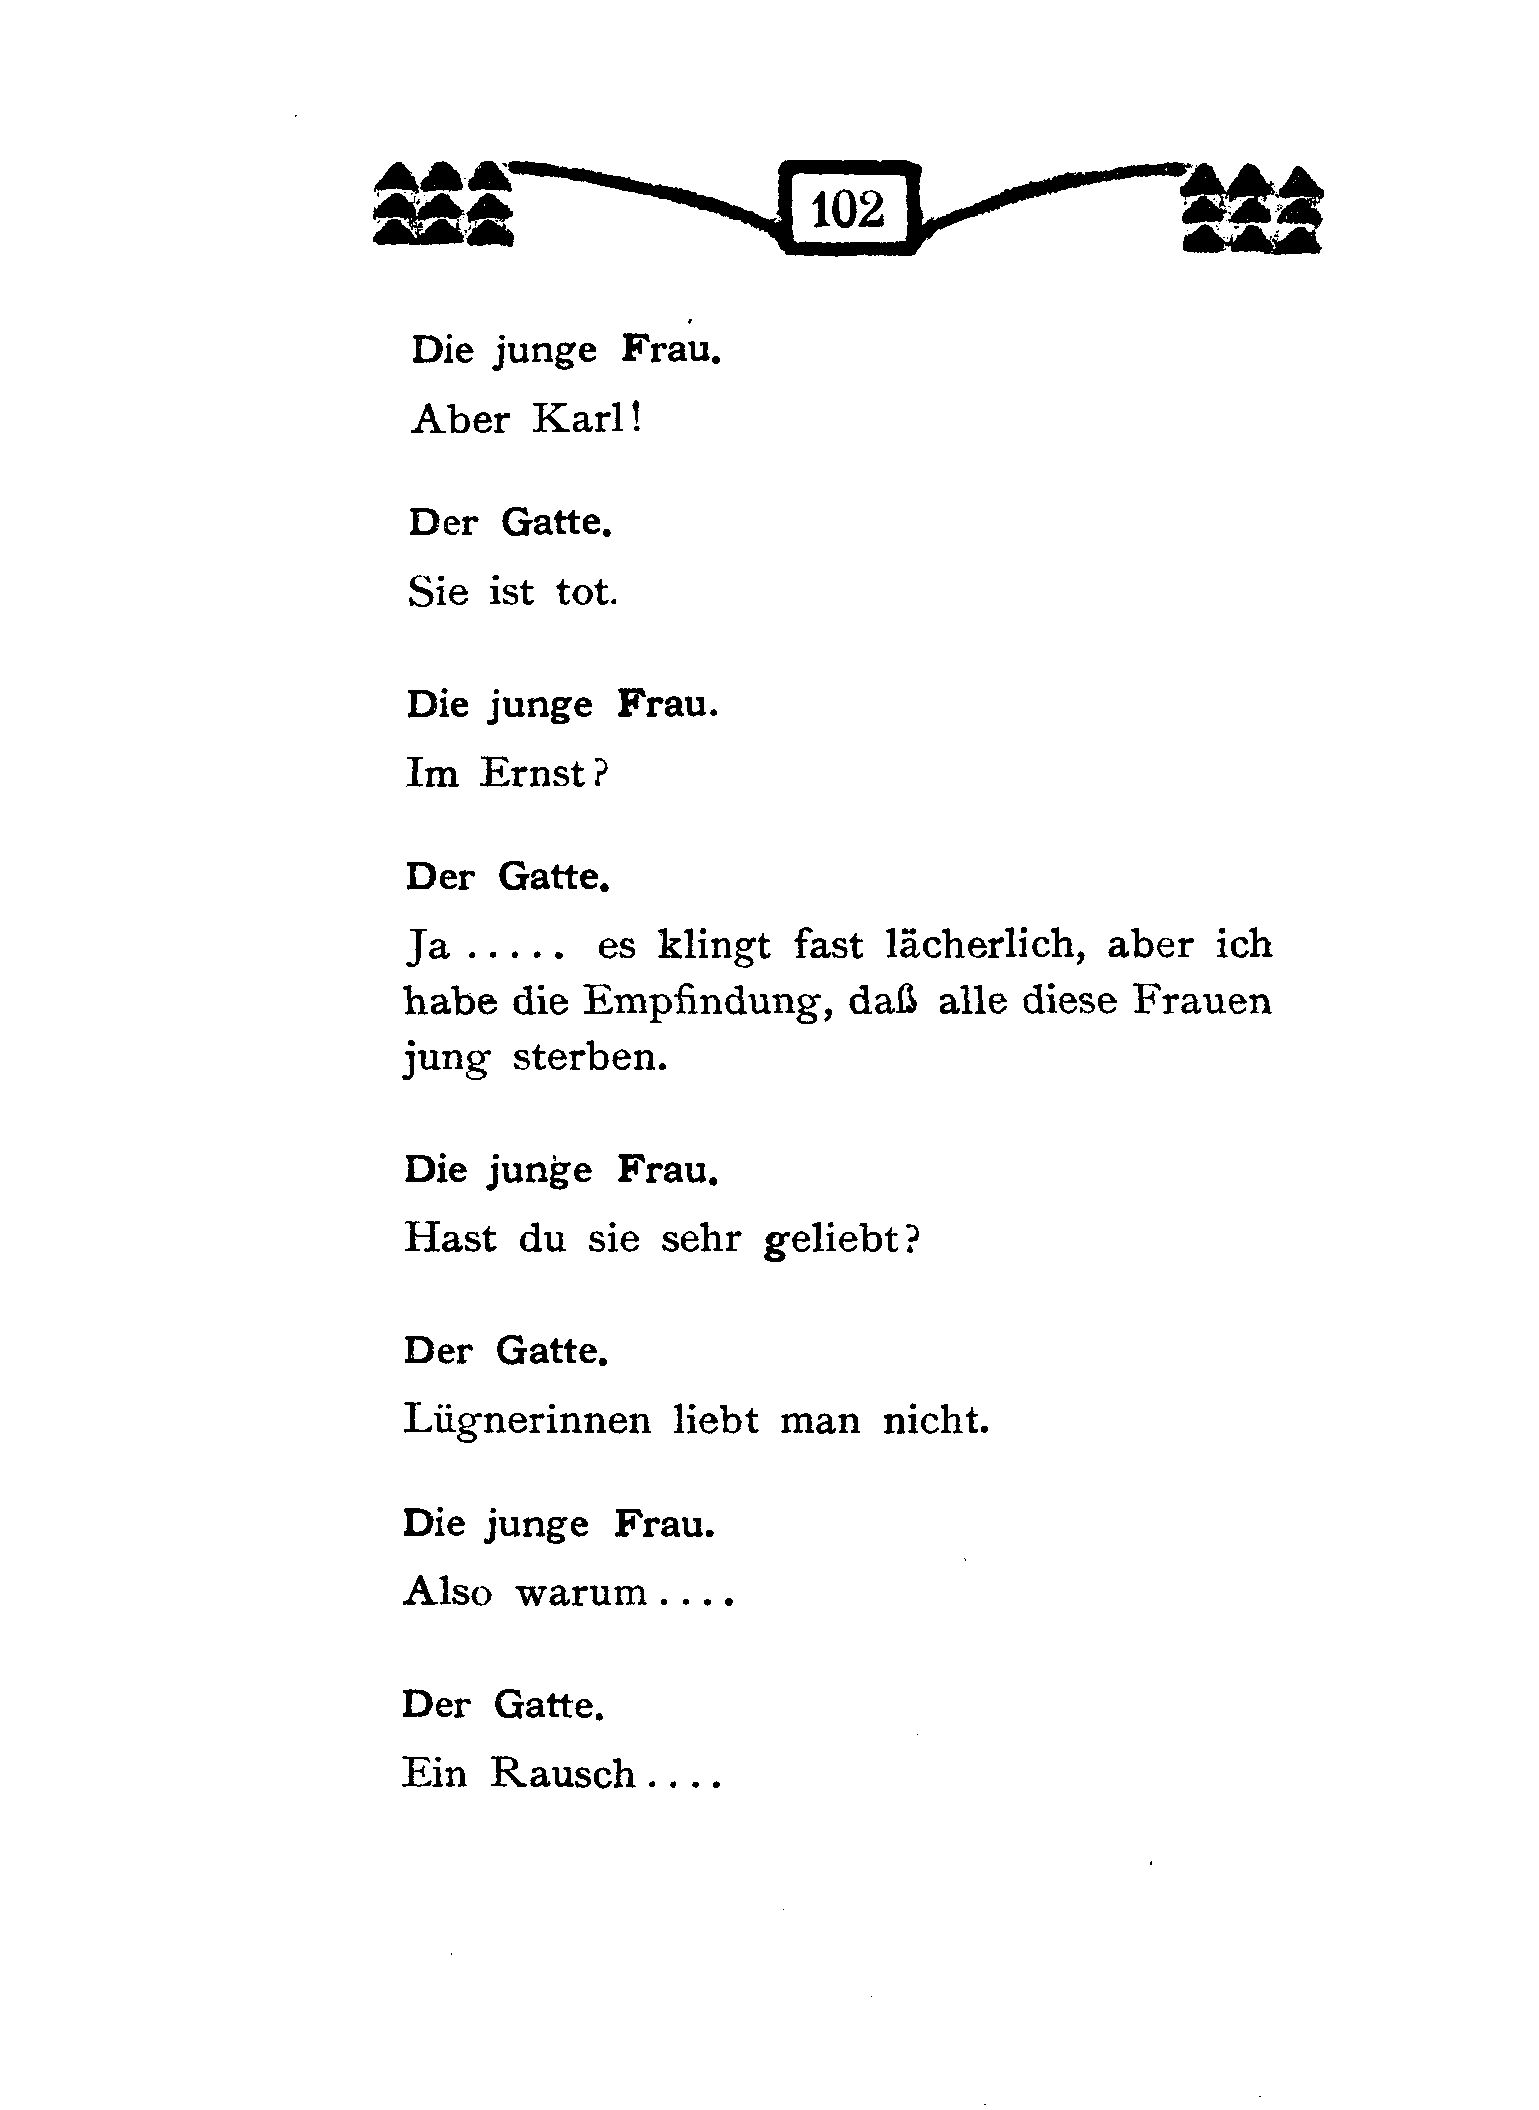 102
Die junge Frau.
Aber Karl!
Der Gatte.
Sie ist tot.
Die junge Frau.
Im Ernst?
Der Gatte.
Ja ..... es klingt fast lächerlich, aber ich
habe die Empfindung, daß alle diese Frauen
jung sterben.
Die junge Frau.
Hast du sie sehr geliebt?
Der Gatte.
Lügnerinnen liebt man nicht.
Die junge Frau.
Also warum ....
Der Gatte.
Ein Rausch ....